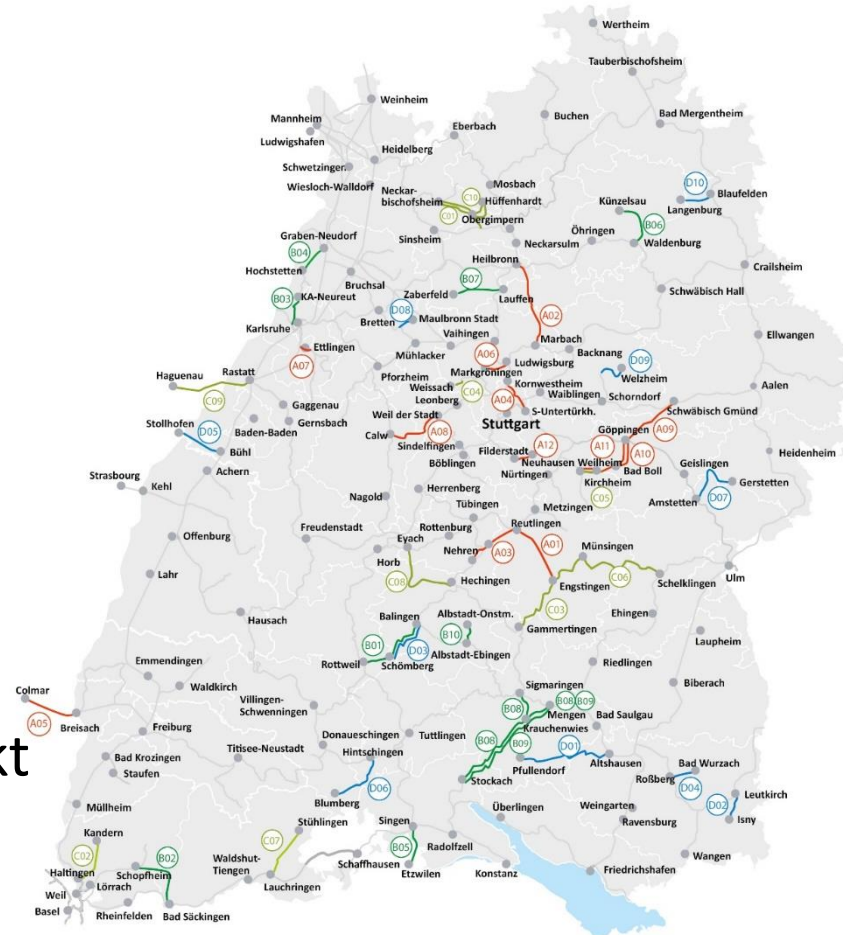 Wertheim
Tauberbischofsheim
Weinheim
Mannheim
Ludwigshafen
Buchen
Bad Mergentheim
Eberbach
Heidelberg
Schwetzingen
Wiesloch-Walldorf
Neckar-
bischofsheim
C10
Mosbach
Hüffenhardt
C01
Obergimpern
D10
Blaufelden
Langenburg
Künzelsau
B06
Sinsheim
Neckarsulm
Öhringen
Waldenburg
Graben-Neudorf
B04
Hochstetten
Heilbronn
Crailsheim
Bruchsal
B07
Zaberfeld
Lauffen
Schwäbisch Hall
B03
KA-Neureut
D08
Bretten
Maulbronn Stadt
A02
Karlsruhe
Vaihingen
Marbach
Ellwangen
Ettlingen
A07
Mühlacker
A06
Ludwigsburg
Backnang
D09
Welzheim
Markgröningen
Haguenau
Rastatt
Pforzheim
Weissach
C04
Kornwestheim
Aalen
C09
Leonberg
A04
Waiblingen
Schorndorf
Gaggenau
Gernsbach
Weil der Stadt
S-Untertürkh.
Schwäbisch Gmünd
Stollhofen
D05
Baden-Baden
Calw
A08
Stuttgart
Göppingen
A09
Bühl
Sindelfingen
Filderstadt
A12
A11
A10
Heidenheim
Böblingen
Neuhausen
Weilheim
Bad Boll
Geislingen
Achern
Nürtingen
Kirchheim
Gerstetten
Strasbourg
Kehl
Nagold
Herrenberg
C05
Amstetten
D07
Tübingen
Metzingen
Offenburg
Freudenstadt
Rottenburg
Reutlingen
Eyach
Nehren
A03
A01
Münsingen
Horb
Ulm
Lahr
C08
Hechingen
Engstingen
C06
Schelklingen
Hausach
Balingen
Albstadt-Onstm.
C03
Ehingen
Gammertingen
B01
B10
Laupheim
Emmendingen
Rottweil
D03
Schömberg
Albstadt-Ebingen
Riedlingen
Colmar
Waldkirch
Sigmaringen
Biberach
Villingen-
Schwenningen
B08
B08
B09
A05
Mengen
Breisach
Freiburg
Krauchenwies
Bad Saulgau
Donaueschingen
Tuttlingen
B08
B09
D01
kt
Bad Krozingen
Titisee-Neustadt
Hintschingen
Pfullendorf
Altshausen
Bad Wurzach
Staufen
Stockach
Roßberg
D04
D06
Leutkirch
Müllheim
Blumberg
Überlingen
Weingarten
D02
Stühlingen
Singen
Ravensburg
Isny
Kandern
C07
B05
Radolfzell
C02
B02
Schopfheim
Waldshut-
Tiengen
Schaffhausen
Wangen
Haltingen
Lörrach
Lauchringen
Etzwilen
Konstanz
Friedrichshafen
Weil
Basel
Rheinfelden
Bad Säckingen